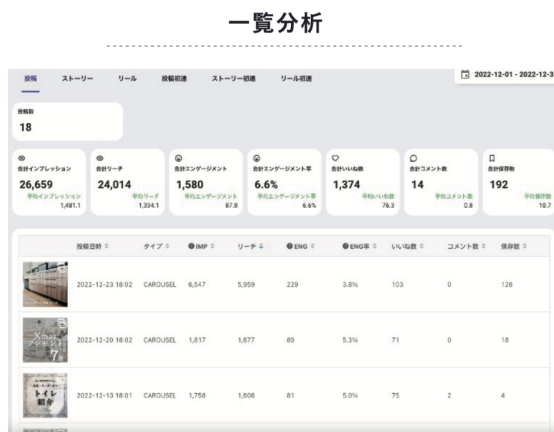 一覧分析
投稿 ストーリー リール 投稿初速 ストーリー初速 リール初速 2022-12-01 - 2022-12-3
投稿数
18
合計インプレッション 合計リーチ 合計エンゲージメント 合計エンゲージメント率 合計いいね数 合計コメント数 合計保存数
26,659 24,014 1,580 6.6% 1,374 14 192
平均インプレッション 平均リーチ 平均エンゲージメント 平均エンゲージメント率 平均いいね数 平均コメント数 平均保存数
1,481.1 1,334.1 87.8 6.6% 76.3 0.8 10.7
投稿日時 タイプ IMP リーチ ENG ENG率 いいね数 コメント数 保存数
2022-12-23 18:02 CAROUSEL 6,547 5,959 229 3.8% 103 0 126
Xmas
プレゼント
7
2022-12-20 18:02 CAROUSEL 1,817 1,677 89 5.3% 71 0 18
トイレ
紹介
2022-12-13 18:01 CAROUSEL 1,758 1,606 81 5.0% 75 2 4